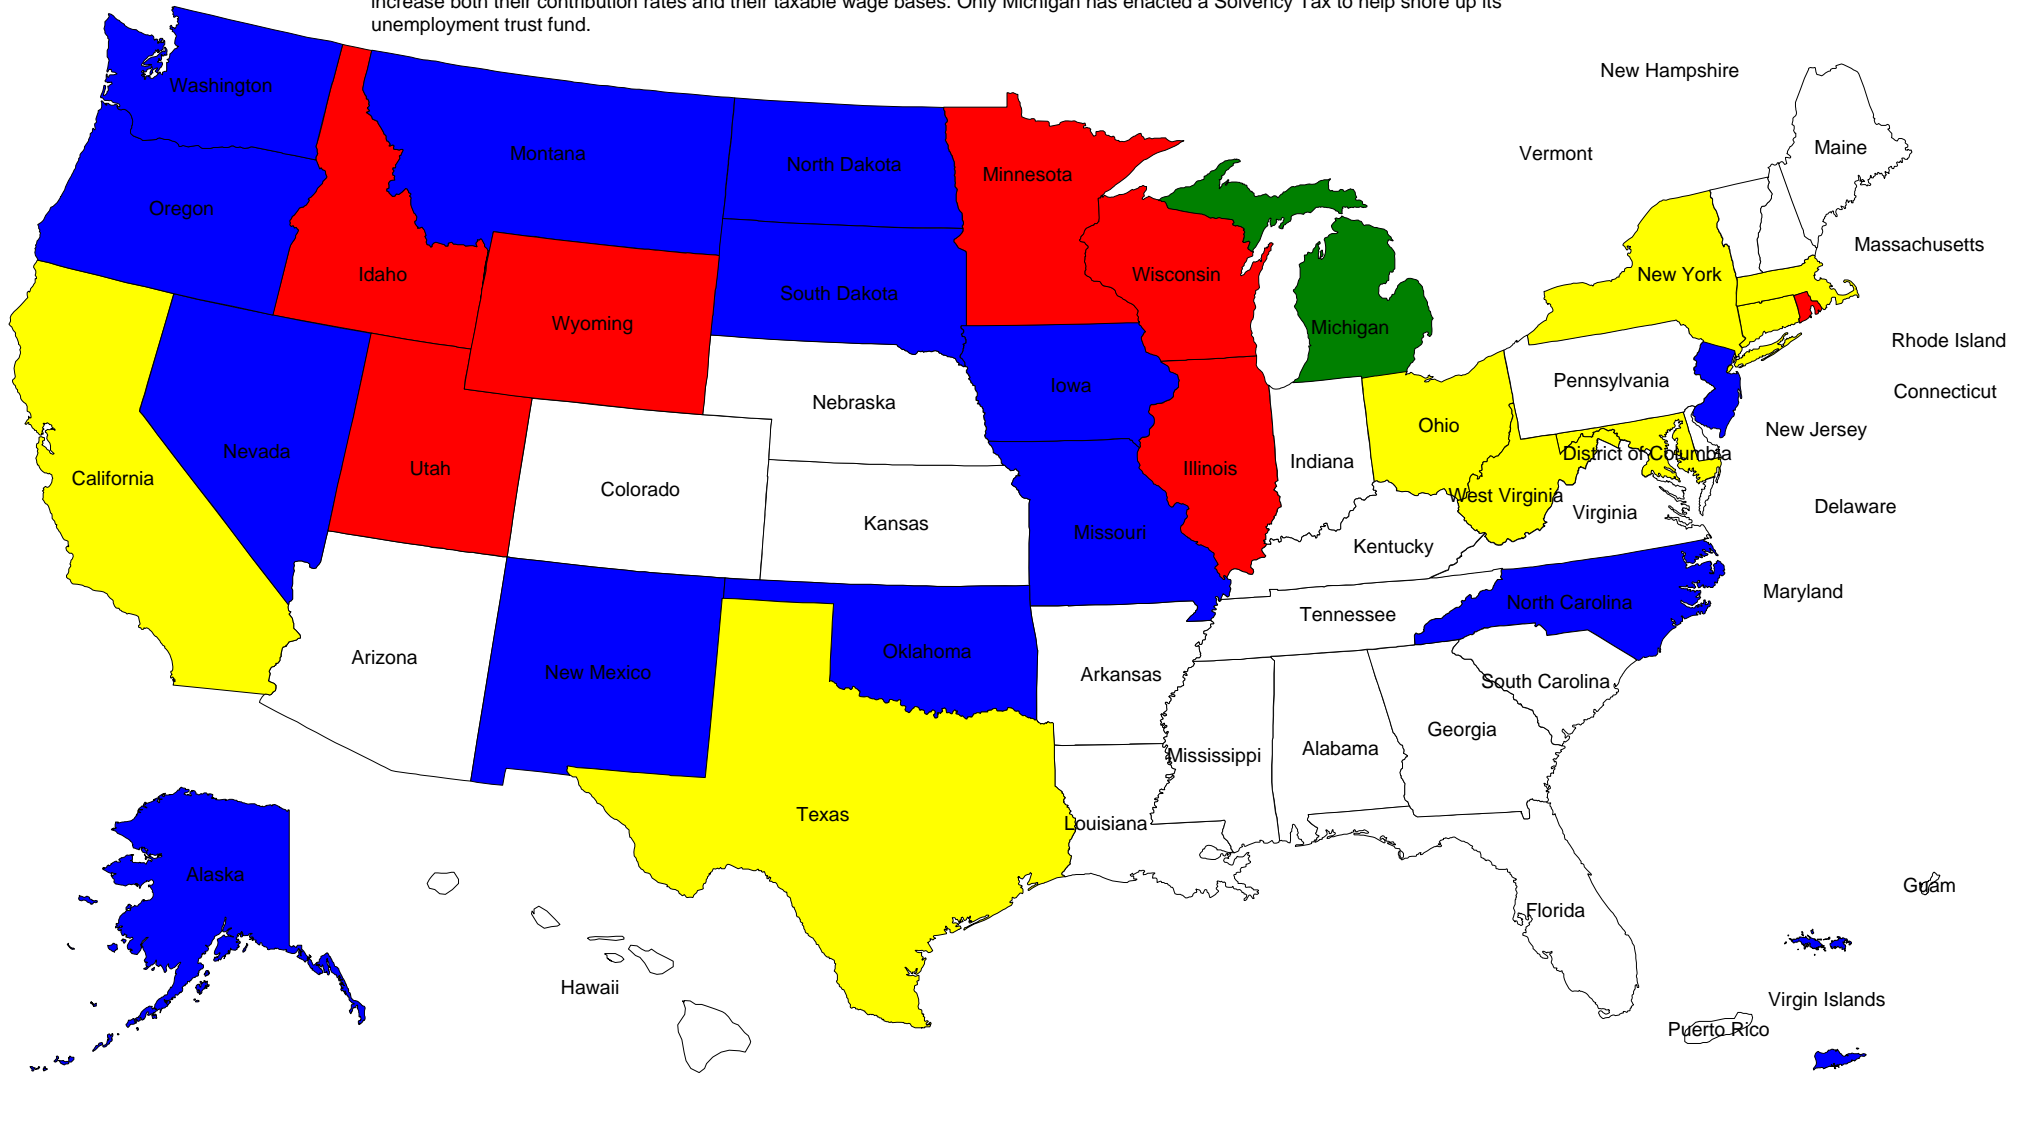 increase both their contribution rates and their taxable wage bases. Only Michigan has enacted a Solvency Tax to help shore up its
unemployment trust fund.
New Hampshire
Washington
Maine
Montana
Vermont
North Dakota
Minnesota
Oregon
Massachusetts
Idaho
Wisconsin
New York
South Dakota
Wyoming
Michigan
Rhode Island
Pennsylvania
Iowa
Connecticut
Nebraska
Ohio
New Jersey
Nevada
District of Columbia
Indiana
Utah
Illinois
California
Colorado
West Virginia
Delaware
Virginia
Kansas
Missouri
Kentucky
Maryland
North Carolina
Tennessee
Oklahoma
Arizona
New Mexico
Arkansas
South Carolina
Georgia
Alabama
Mississippi
Texas
Louisiana
Alaska
Guam
Florida
Hawaii
Virgin Islands
Puerto Rico